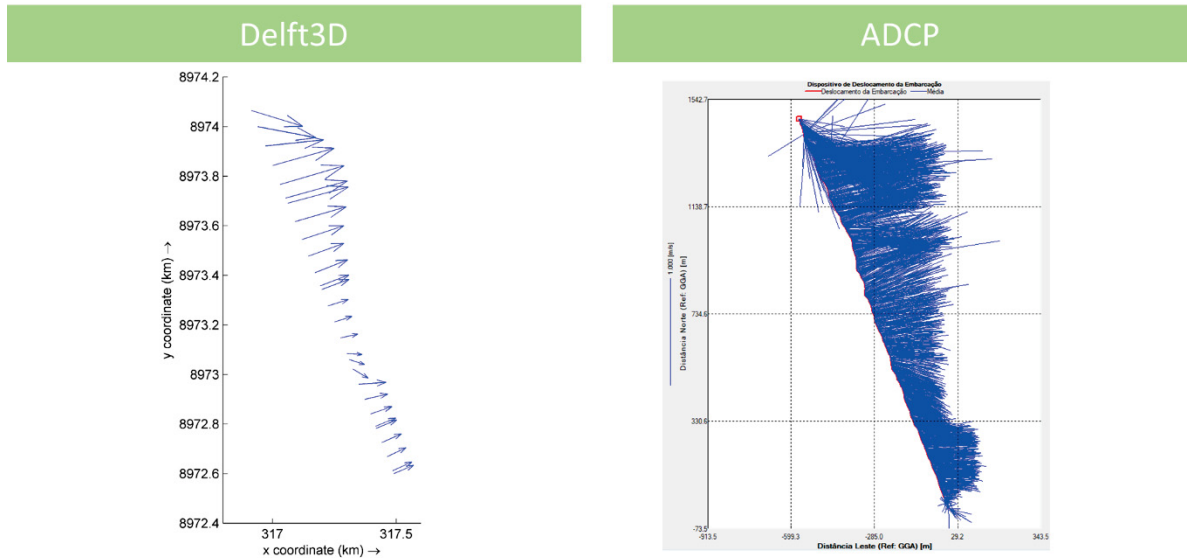 Delft3D
8974.2
8974
8973.8
8973.6
8973.4
8973.2
8973
8972.8
8972.6
8972.4
y coordinate (km) →
317
317.5
x coordinate (km) →
ADCP
Dispositivo de Deslocamento da Embarcação
Deslocamento da Embarcação
Média
1542.7
1138.7
734.6
330.6
-73.5
1.000 [m/s]
Distância Norte (Ref: GGA) [m]
-913.5
-599.3
-285.0
29.2
343.5
Distância Leste (Ref: GGA) [m]